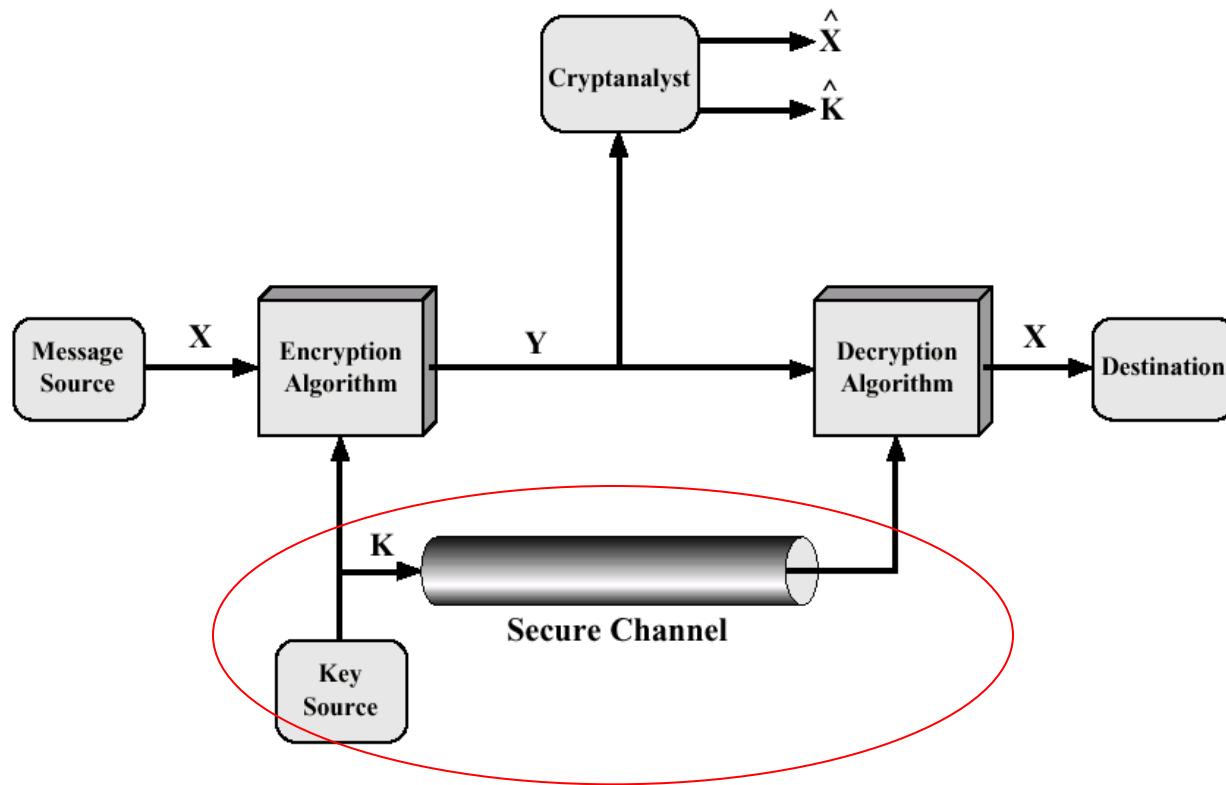 X̂
Cryptanalyst
K̂
X
Y
X
Message
Source
Encryption
Algorithm
Decryption
Algorithm
Destination
K
Secure Channel
Key
Source